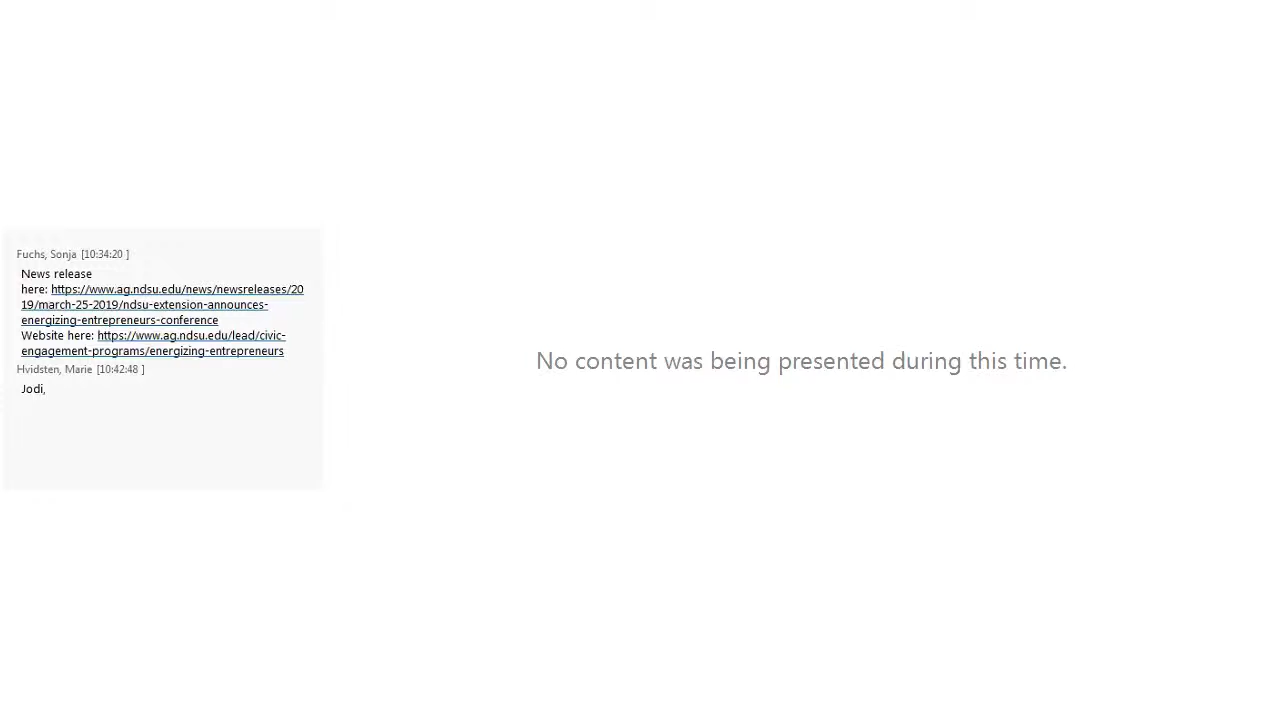 Fuchs, Sonja [10:34:20 ]
News release
here: https://www.ag.ndsu.edu/news/newsreleases/20
19/march-25-2019/ndsu-extension-announces-
energizing-entrepreneurs-conference
Website here: https://www.ag.ndsu.edu/lead/civic-
engagement-programs/energizing-entrepreneurs
Hvidsten, Marie [10:42:48 ]
Jodi,
No content was being presented during this time.